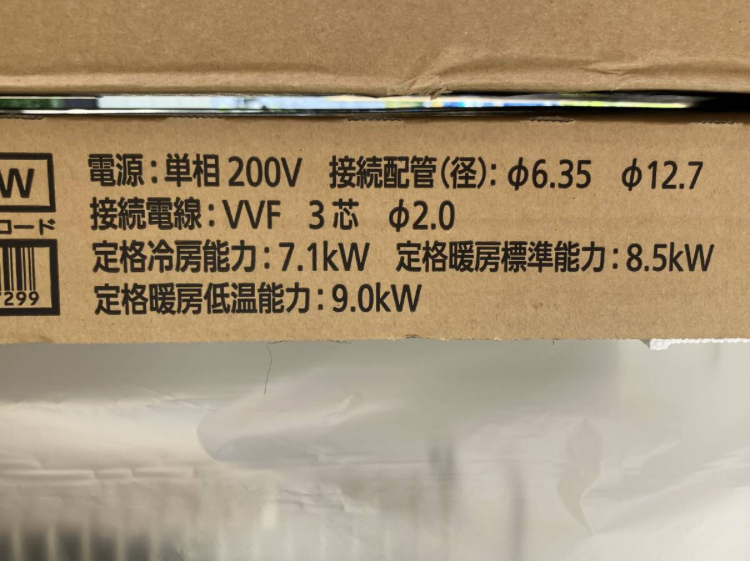 電源：単相 200V 接続配管（径）：φ6.35 φ12.7
W
接続電線：VVF 3芯 φ2.0
コード
定格冷房能力：7.1kW 定格暖房標準能力：8.5kW
299
定格暖房低温能力：9.0kW